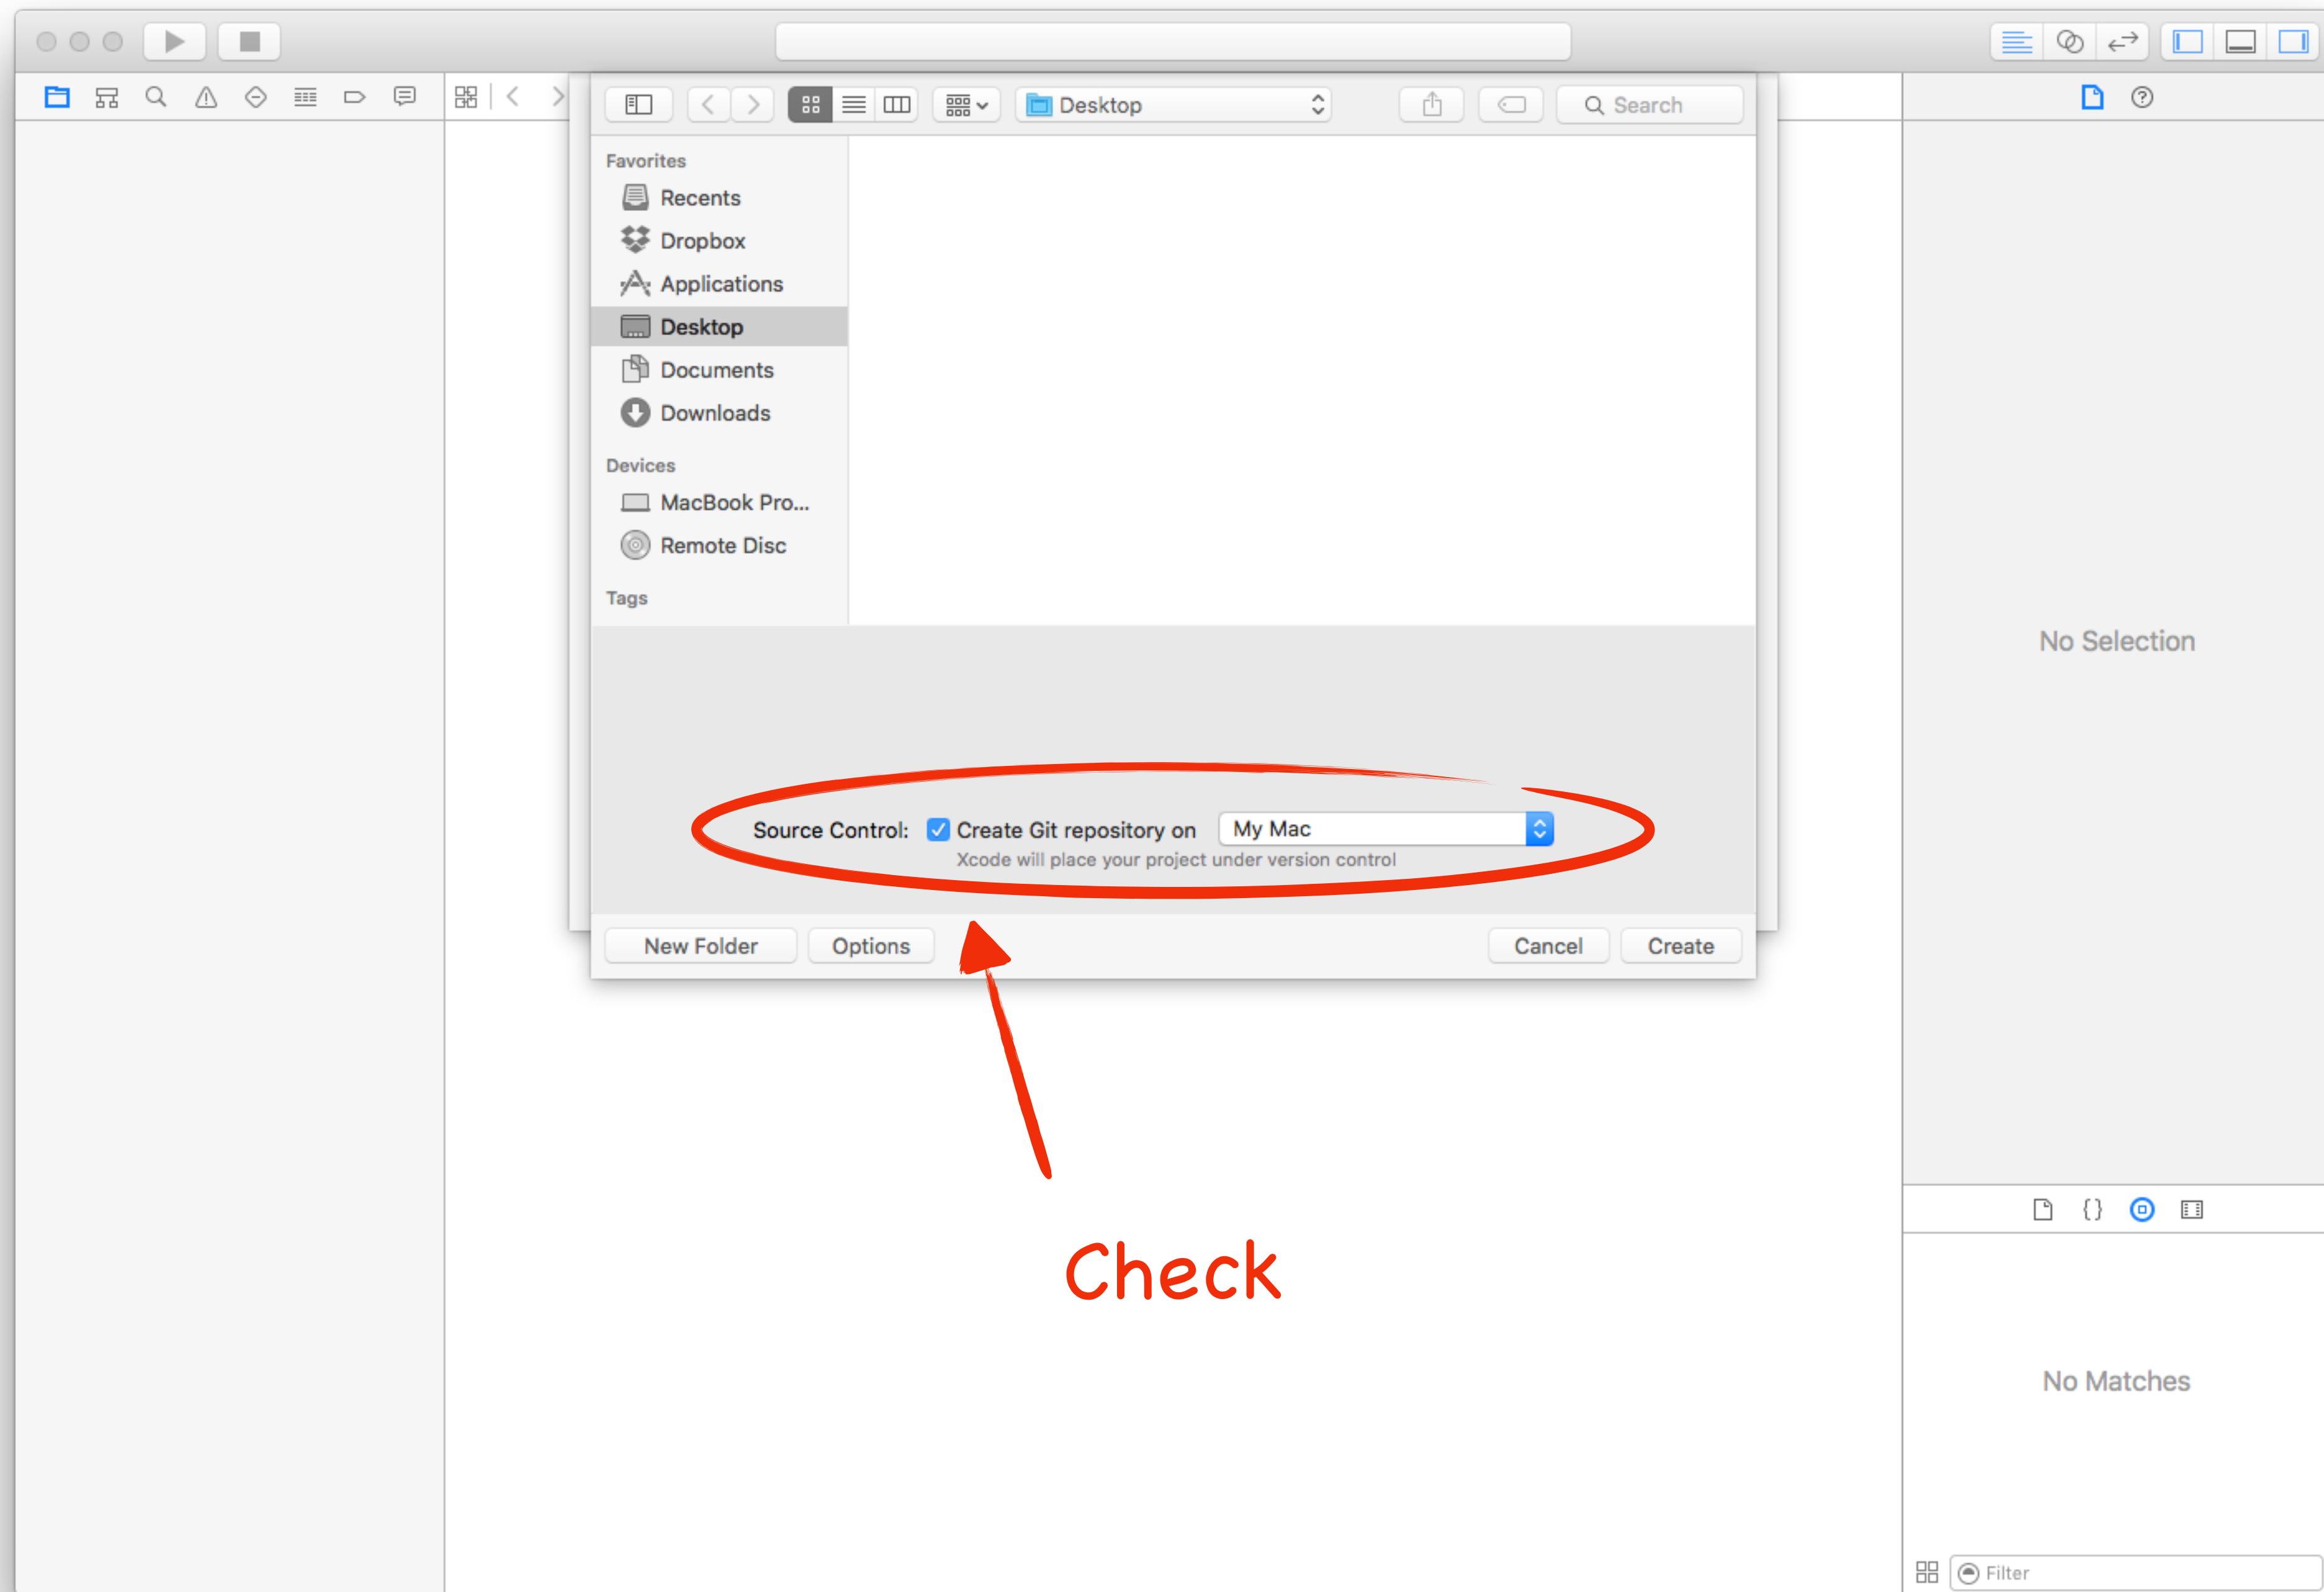 Desktop
Search
Favorites
Recents
Dropbox
Applications
Desktop
Documents
Downloads
Devices
MacBook Pro...
Remote Disc
Tags
No Selection
Source Control: Create Git repository on My Mac
Xcode will place your project under version control
New Folder Options Cancel Create
Check
No Matches
Filter